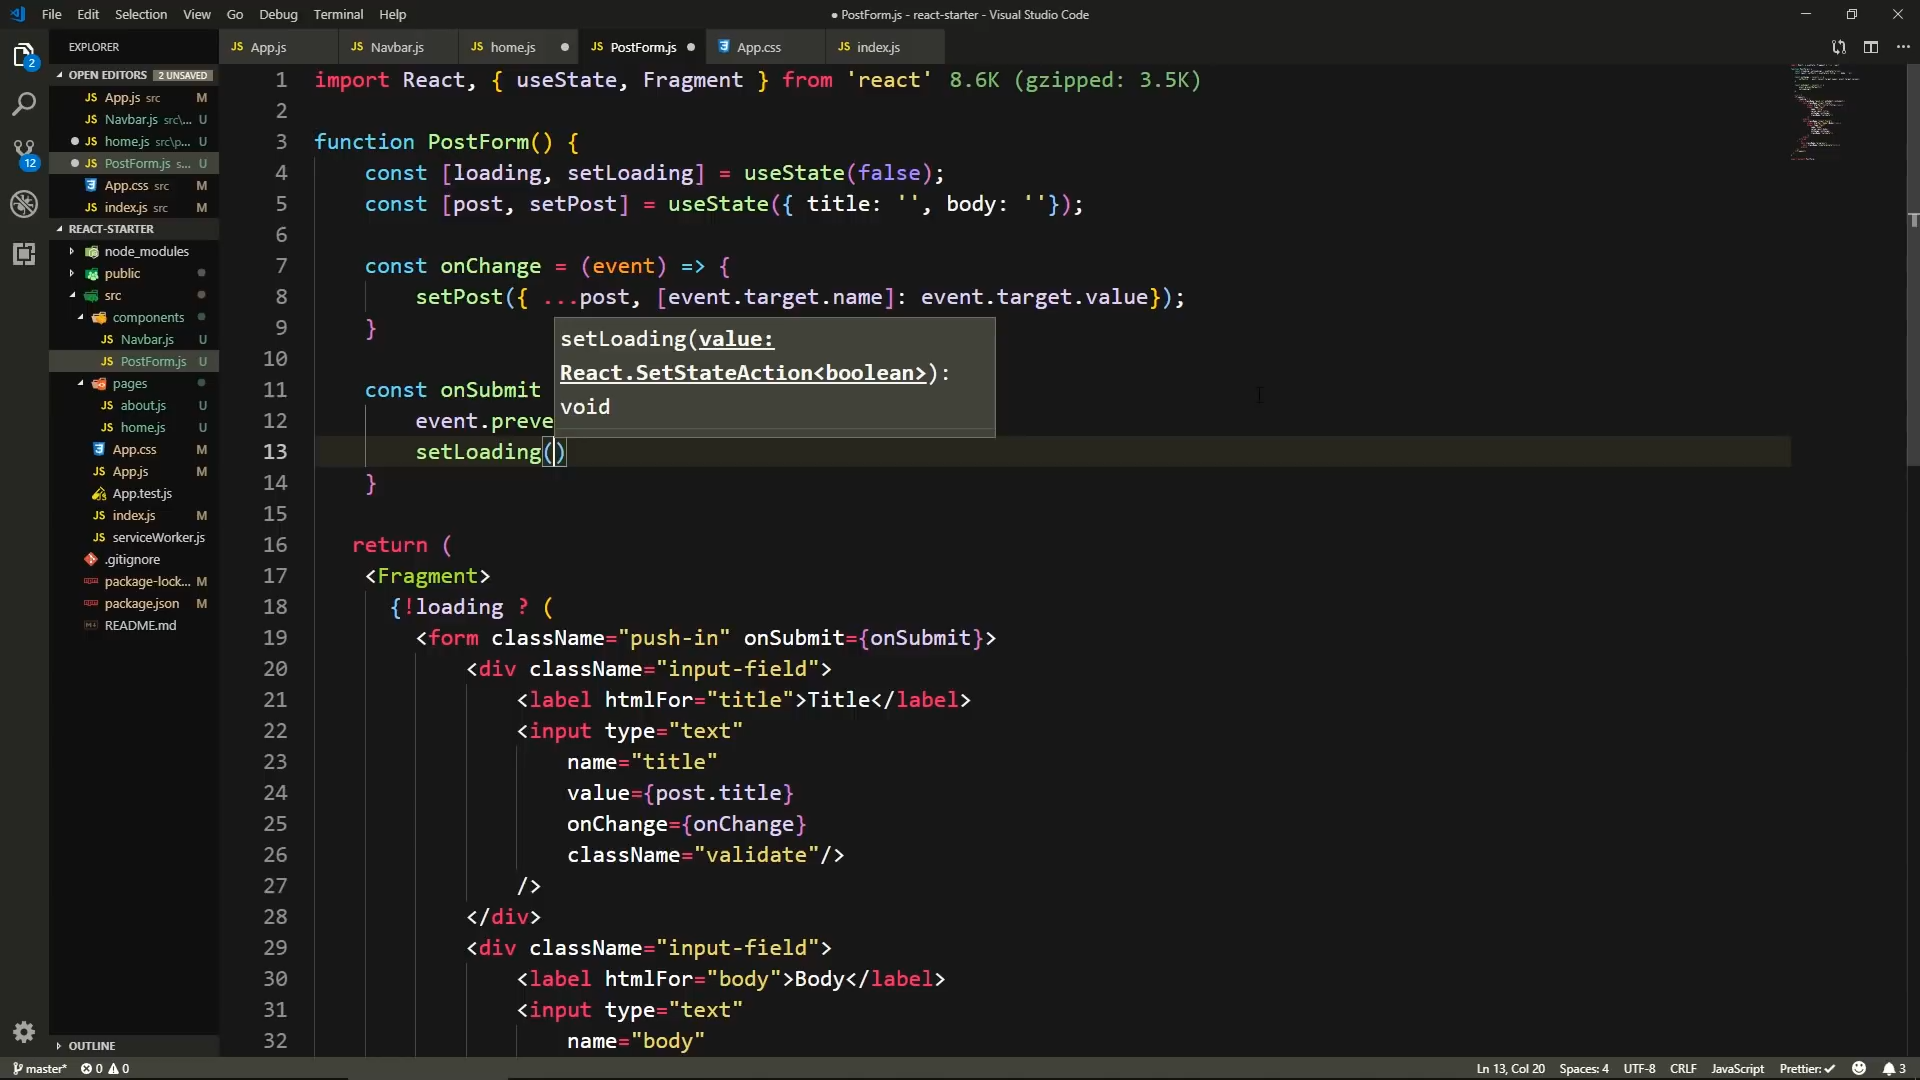 File Edit Selection View Go Debug Terminal Help
● PostForm.js - react-starter - Visual Studio Code
EXPLORER
JS App.js
JS Navbar.js
JS home.js ●
JS PostForm.js ●
App.css
JS index.js
OPEN EDITORS 2 UNSAVED
JS App.js src M
JS Navbar.js src\... U
● JS home.js src\p... U
● JS PostForm.js s... U
App.css src M
JS index.js src M
REACT-STARTER
node_modules
public
src
components
JS Navbar.js U
JS PostForm.js U
pages
JS about.js U
JS home.js U
App.css M
JS App.js M
App.test.js
JS index.js M
JS serviceWorker.js
.gitignore
package-lock... M
package.json M
README.md
OUTLINE
2
12
1 import React, { useState, Fragment } from 'react' 8.6K (gzipped: 3.5K)
2
3 function PostForm() {
4 const [loading, setLoading] = useState(false);
5 const [post, setPost] = useState({ title: '', body: ''});
6
7 const onChange = (event) => {
8 setPost({ ...post, [event.target.name]: event.target.value});
9 }
10
11 const onSubmit
12 event.preve
13 setLoading()
14 }
15
16 return (
17 <Fragment>
18 {!loading ? (
19 <form className="push-in" onSubmit={onSubmit}>
20 <div className="input-field">
21 <label htmlFor="title">Title</label>
22 <input type="text"
23 name="title"
24 value={post.title}
25 onChange={onChange}
26 className="validate"/>
27 />
28 </div>
29 <div className="input-field">
30 <label htmlFor="body">Body</label>
31 <input type="text"
32 name="body"
setLoading(value:
React.SetStateAction<boolean>):
void
master* 0 0
Ln 13, Col 20 Spaces: 4 UTF-8 CRLF JavaScript Prettier: ✓ 3